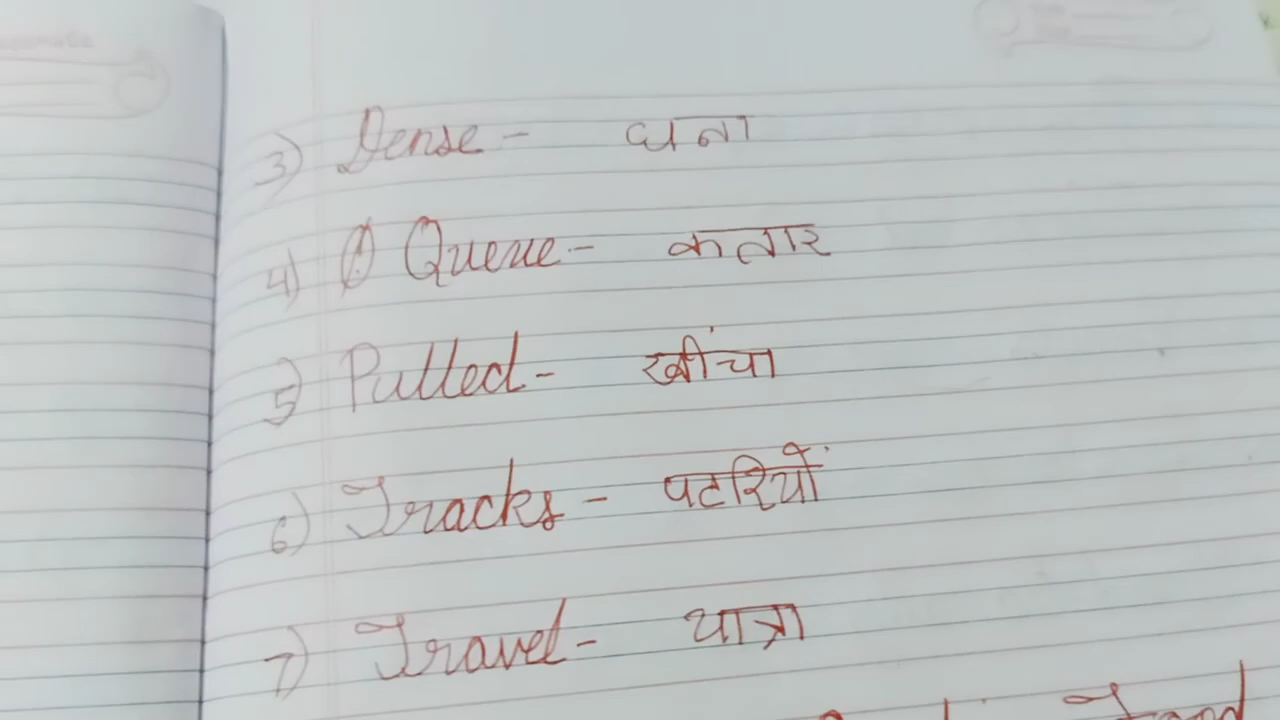 3) Dense - घना
4) Queue - कतार
5) Pulled - खींचा
6) Tracks - पटरियों
7) Travel - यात्रा